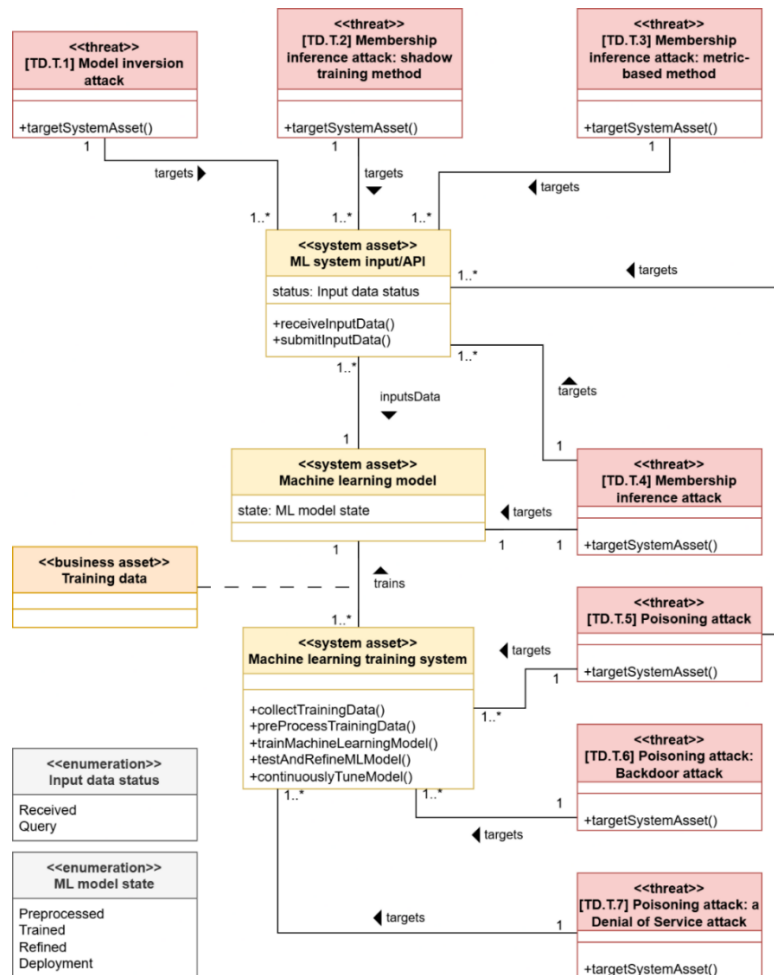 <<threat>>
[TD.T.1] Model inversion
attack
+targetSystemAsset()
<<threat>>
[TD.T.2] Membership
inference attack: shadow
training method
+targetSystemAsset()
<<threat>>
[TD.T.3] Membership
inference attack: metric-
based method
+targetSystemAsset()
1
1
1
targets
targets
targets
1..*
1..*
1..*
<<system asset>>
ML system input/API
status: Input data status
+receiveInputData()
+submitInputData()
1..*
targets
1..*
1..*
inputsData
targets
1
1
<<system asset>>
Machine learning model
state: ML model state
<<threat>>
[TD.T.4] Membership
inference attack
+targetSystemAsset()
targets
1
1
1
<<business asset>>
Training data
trains
1..*
<<system asset>>
Machine learning training system
+collectTrainingData()
+preProcessTrainingData()
+trainMachineLearningModel()
+testAndRefineMLModel()
+continuouslyTuneModel()
<<threat>>
[TD.T.5] Poisoning attack
+targetSystemAsset()
targets
1
1..*
<<threat>>
[TD.T.6] Poisoning attack:
Backdoor attack
+targetSystemAsset()
1..*
1..*
1
targets
<<enumeration>>
Input data status
Received
Query
<<enumeration>>
ML model state
Preprocessed
Trained
Refined
Deployment
<<threat>>
[TD.T.7] Poisoning attack: a
Denial of Service attack
+targetSystemAsset()
targets
1